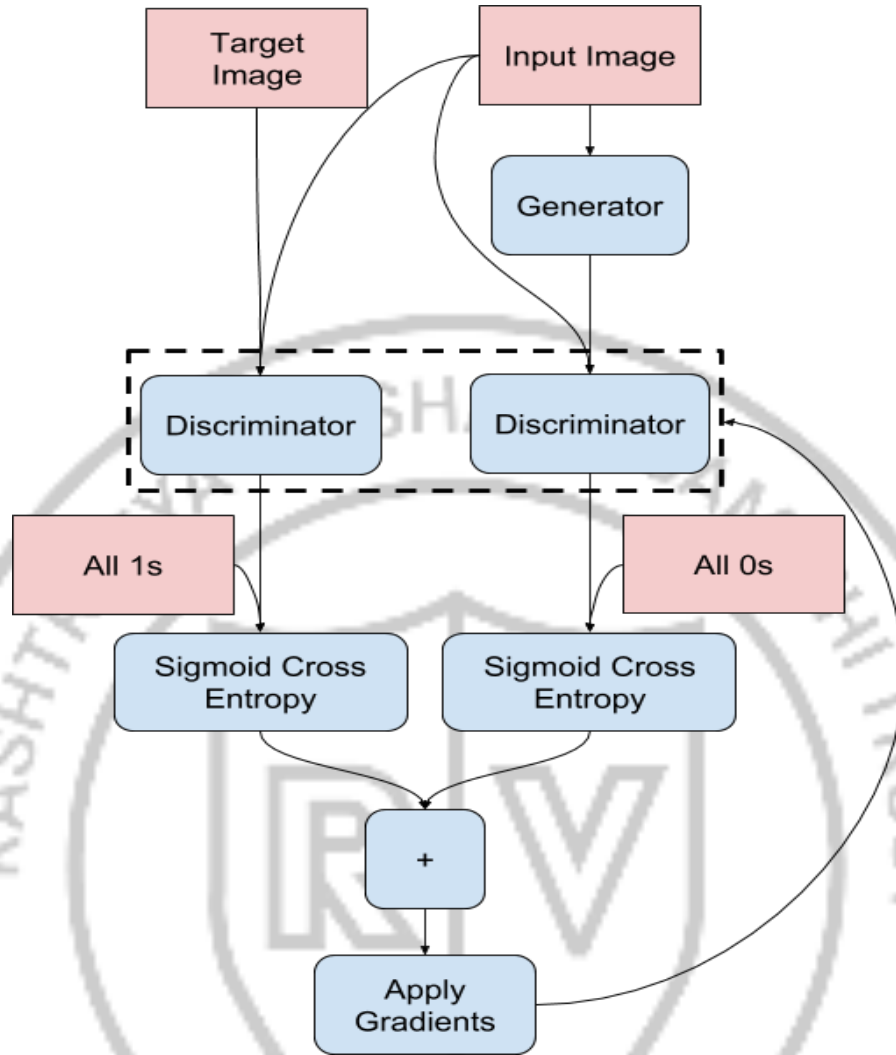 Target
Image
Input Image
Generator
Discriminator
Discriminator
All 1s
All 0s
Sigmoid Cross
Entropy
Sigmoid Cross
Entropy
+
Apply
Gradients
RV